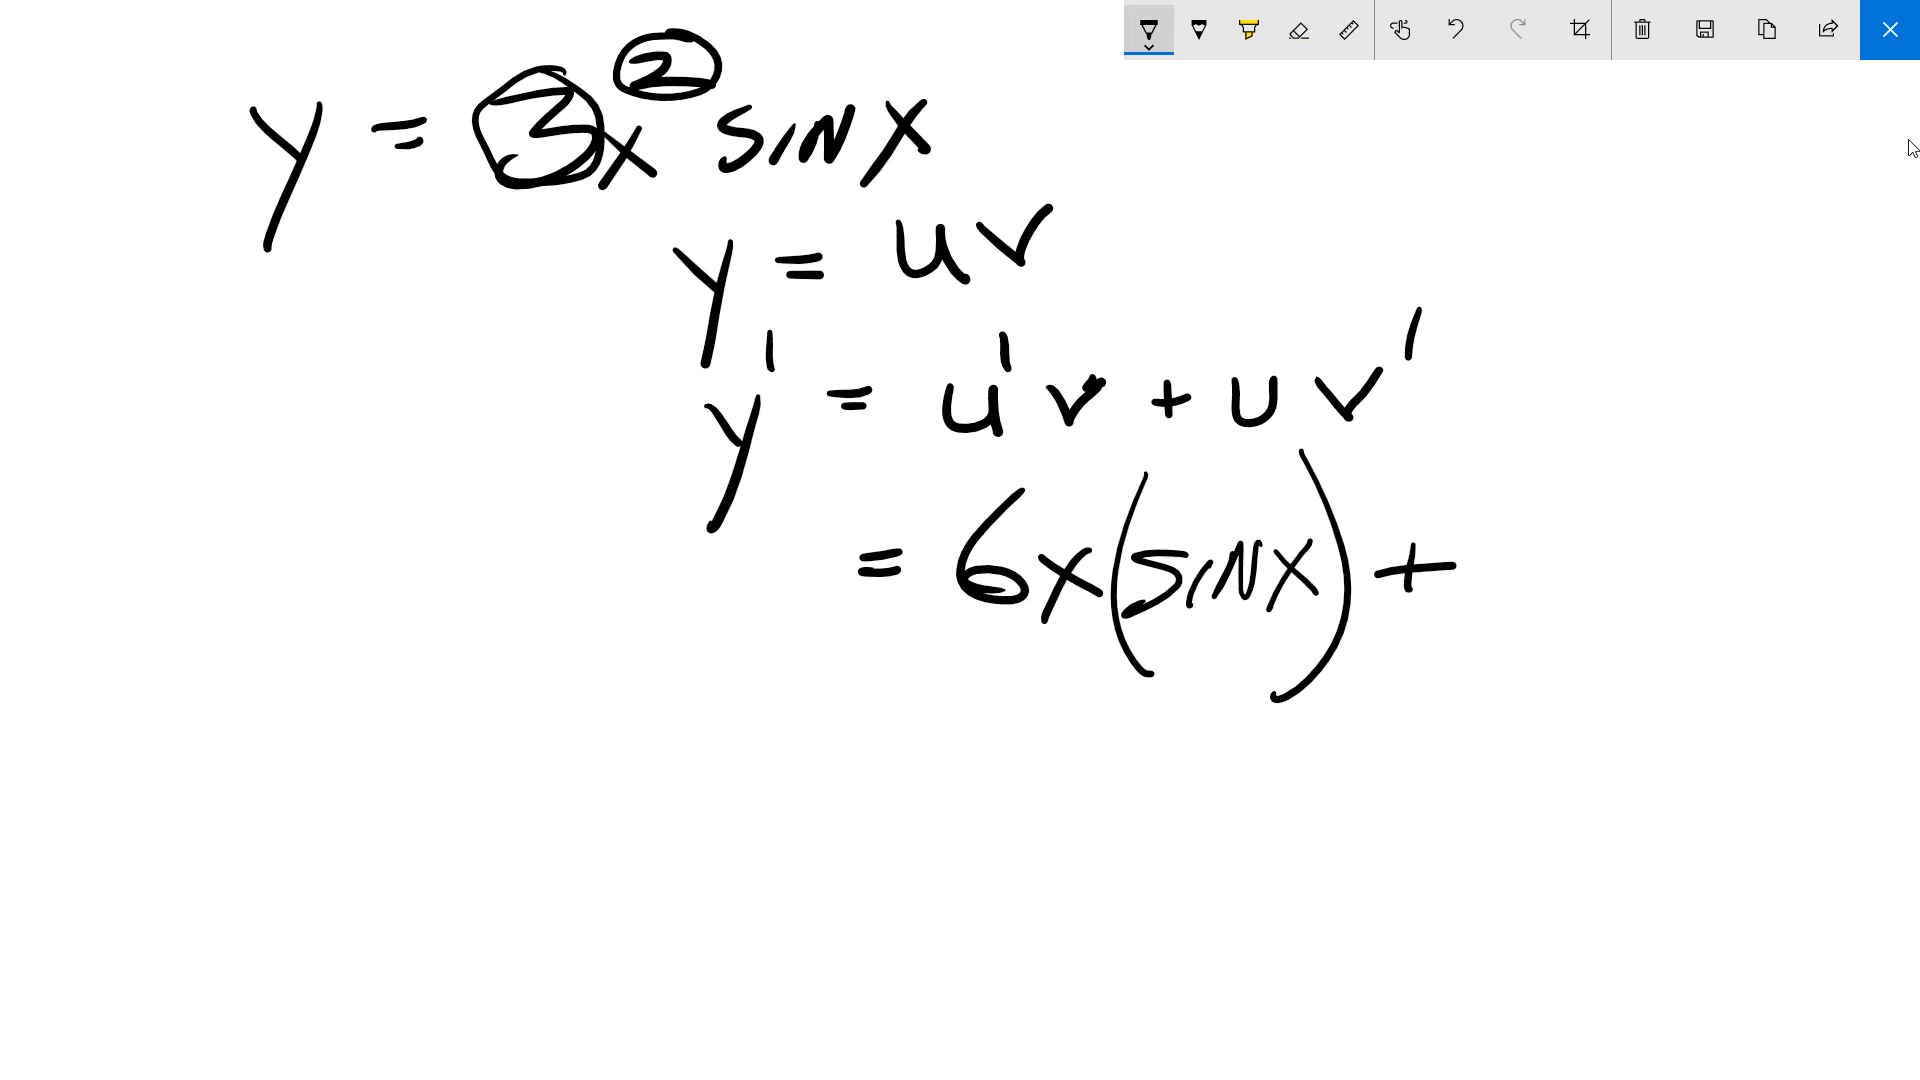 y = 3x² sinx
y = uv
y' = u'v + uv'
= 6x(sinx) +